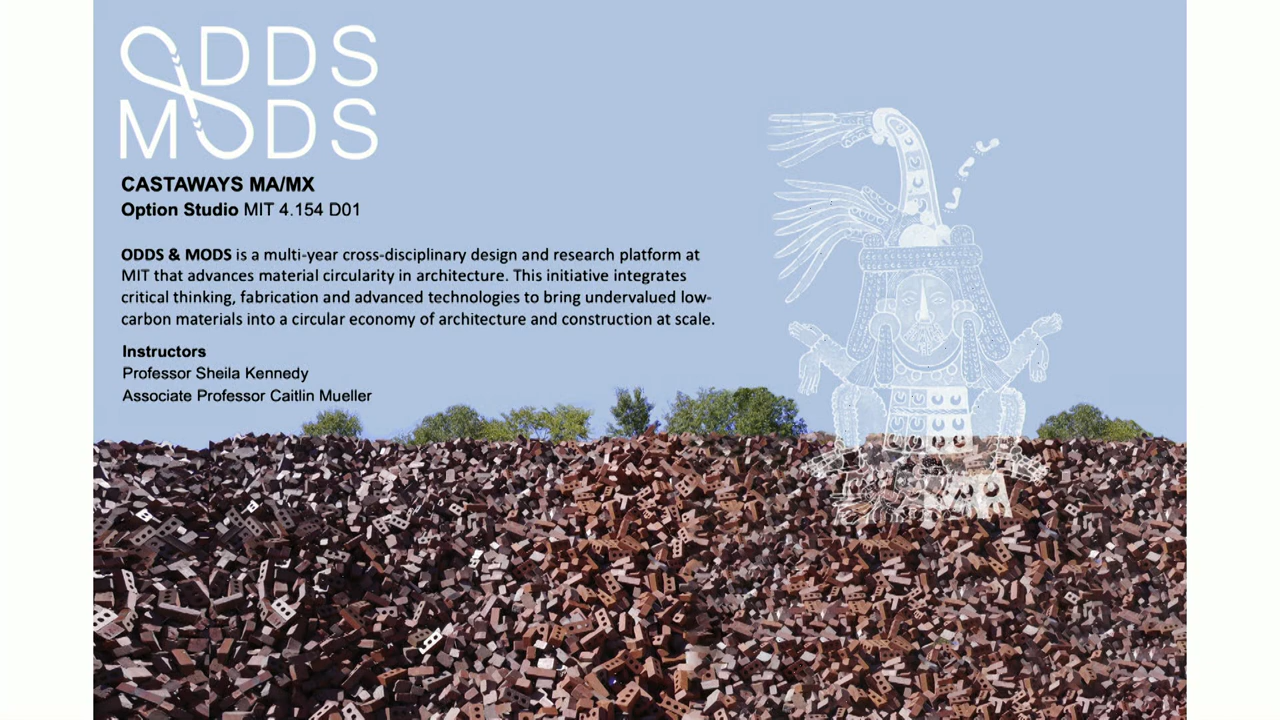 ODDS
MODS
CASTAWAYS MA/MX
Option Studio MIT 4.154 D01
ODDS & MODS is a multi-year cross-disciplinary design and research platform at
MIT that advances material circularity in architecture. This initiative integrates
critical thinking, fabrication and advanced technologies to bring undervalued low-
carbon materials into a circular economy of architecture and construction at scale.
Instructors
Professor Sheila Kennedy
Associate Professor Caitlin Mueller